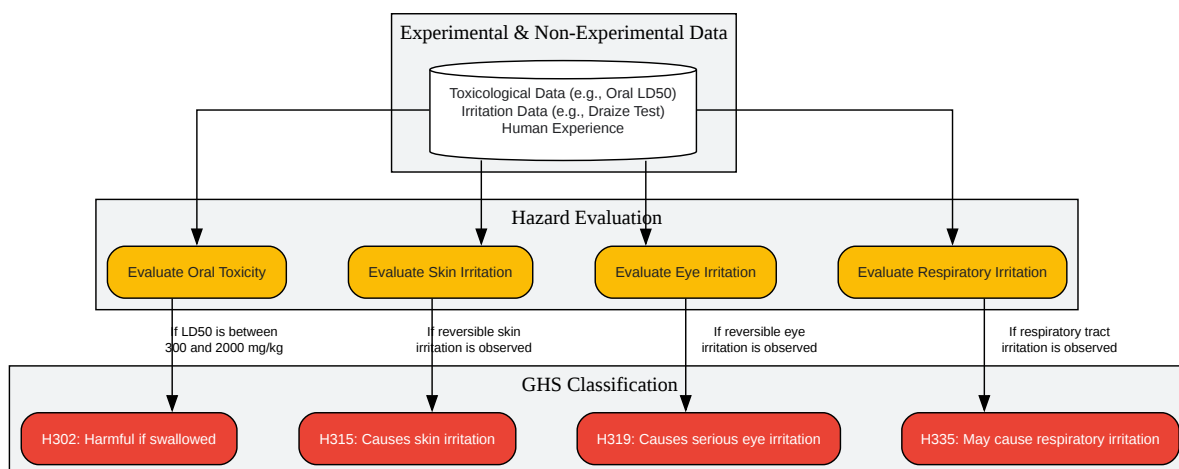 Experimental & Non-Experimental Data
Toxicological Data (e.g., Oral LD50)
Irritation Data (e.g., Draize Test)
Human Experience
Hazard Evaluation
Evaluate Oral Toxicity
Evaluate Skin Irritation
Evaluate Eye Irritation
Evaluate Respiratory Irritation
If LD50 is between
300 and 2000 mg/kg
If reversible skin
irritation is observed
If reversible eye
irritation is observed
If respiratory tract
irritation is observed
GHS Classification
H302: Harmful if swallowed
H315: Causes skin irritation
H319: Causes serious eye irritation
H335: May cause respiratory irritation